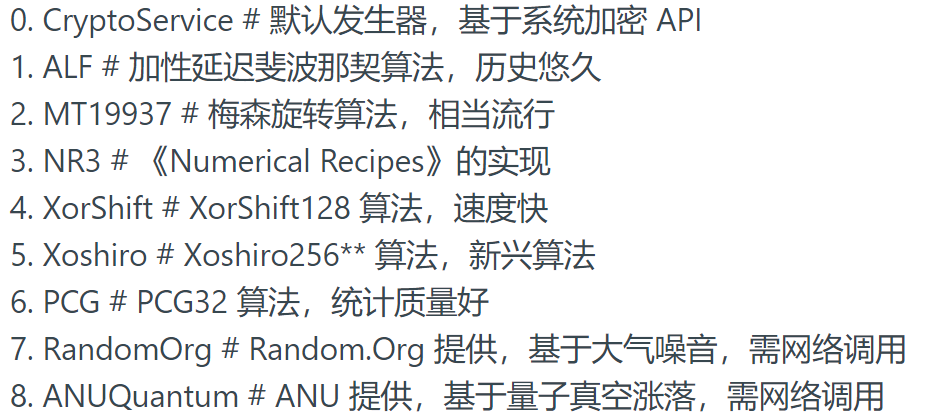 0. CryptoService # 默认发生器，基于系统加密 API
1. ALF # 加性延迟斐波那契算法，历史悠久
2. MT19937 # 梅森旋转算法，相当流行
3. NR3 # 《Numerical Recipes》的实现
4. XorShift # XorShift128 算法，速度快
5. Xoshiro # Xoshiro256** 算法，新兴算法
6. PCG # PCG32 算法，统计质量好
7. RandomOrg # Random.Org 提供，基于大气噪音，需网络调用
8. ANUQuantum # ANU 提供，基于量子真空涨落，需网络调用